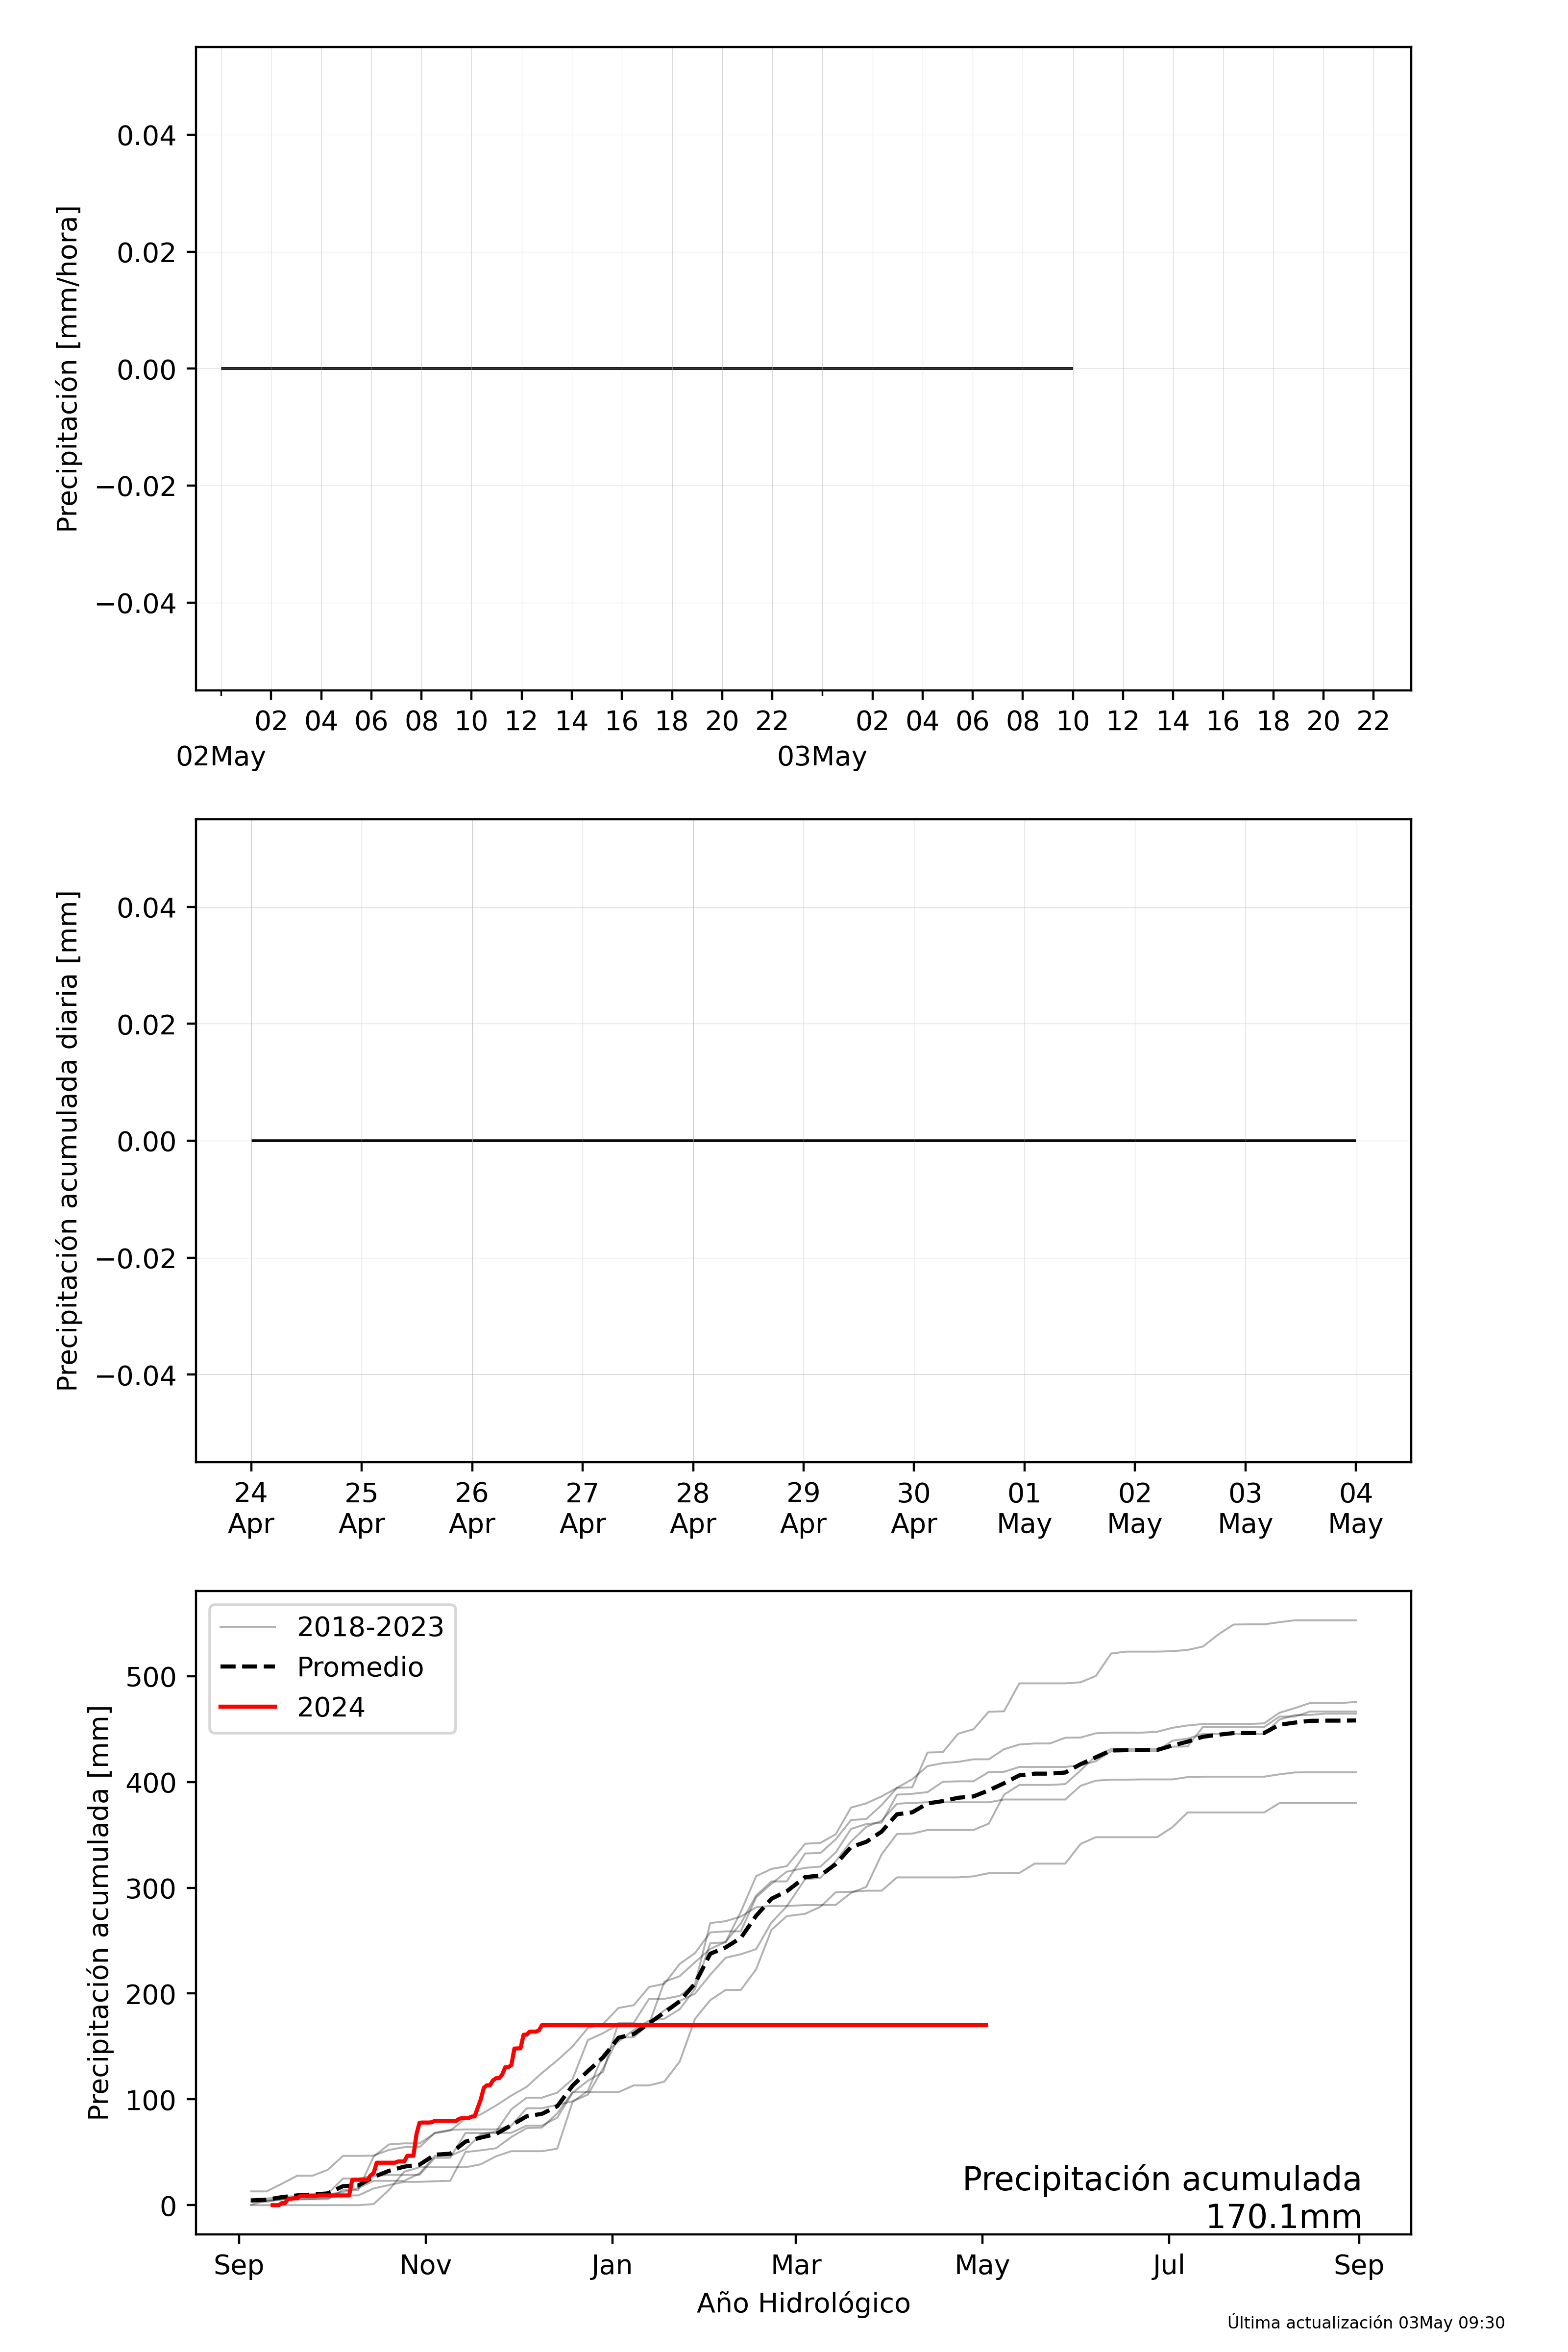 Precipitación [mm/hora]
0.04
0.02
0.00
−0.02
−0.04
02 04 06 08 10 12 14 16 18 20 22 02 04 06 08 10 12 14 16 18 20 22
02May 03May
Precipitación acumulada diaria [mm]
0.04
0.02
0.00
−0.02
−0.04
24 25 26 27 28 29 30 01 02 03 04
Apr Apr Apr Apr Apr Apr Apr May May May May
Precipitación acumulada [mm]
2018-2023
Promedio
2024
500
400
300
200
100
0
Precipitación acumulada
170.1mm
Sep Nov Jan Mar May Jul Sep
Año Hidrológico
Última actualización 03May 09:30